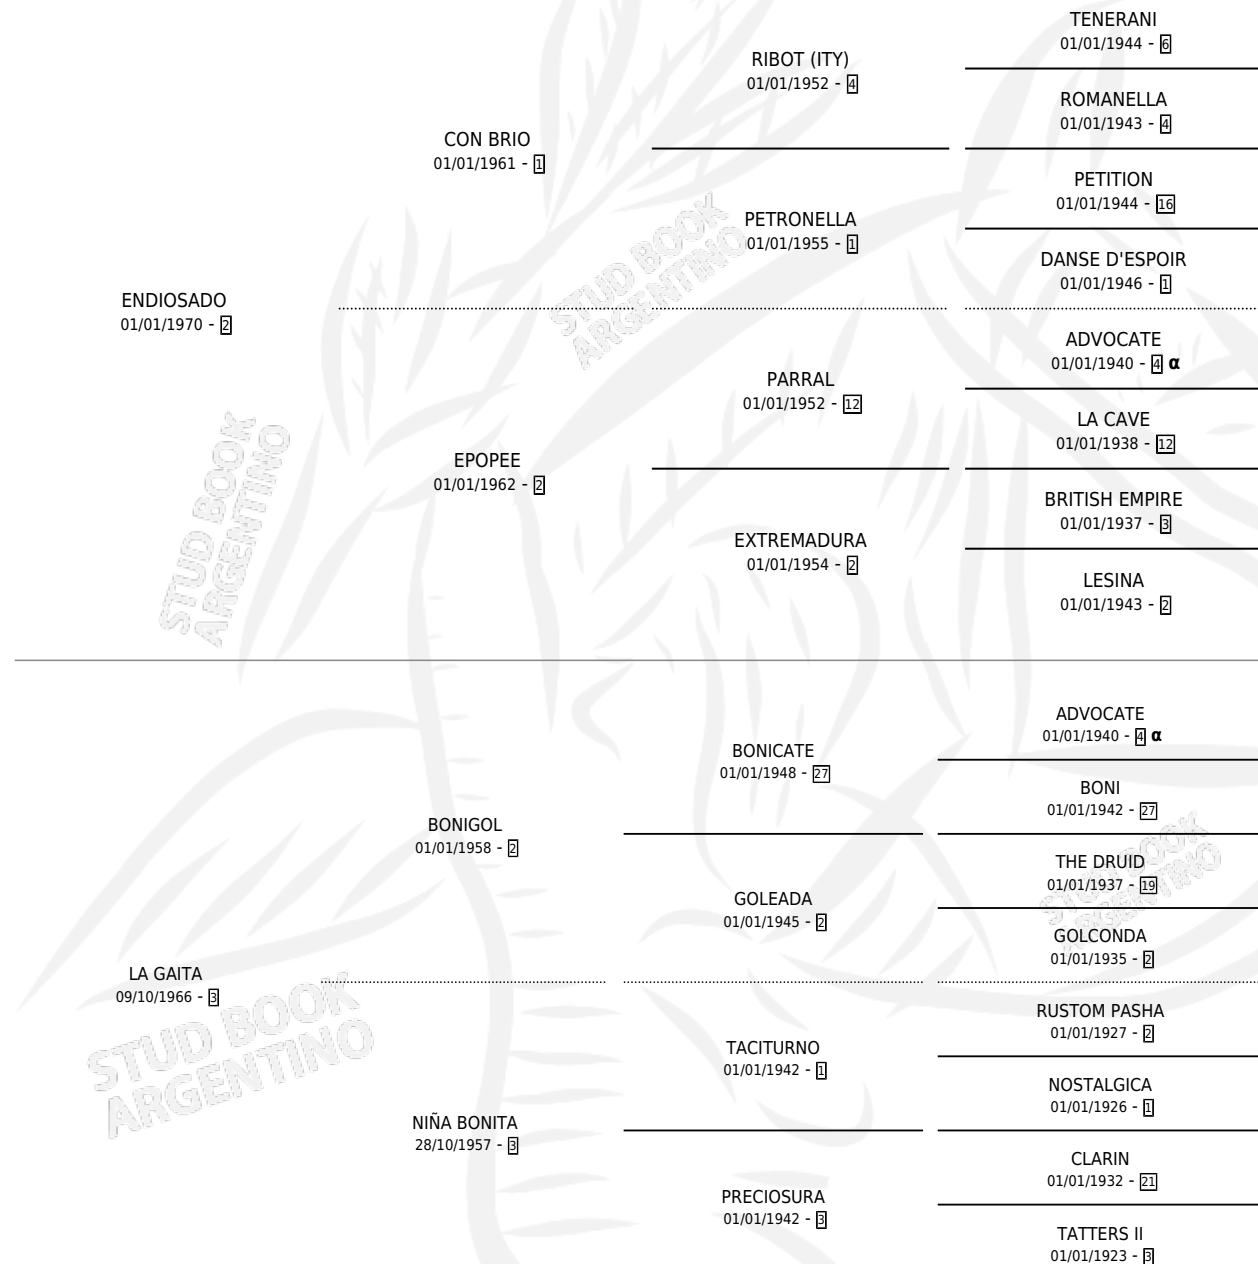 TENERANI
01/01/1944 - 6
RIBOT (ITY)
01/01/1952 - 4
ROMANELLA
01/01/1943 - 4
CON BRIO
01/01/1961 - 1
PETITION
01/01/1944 - 16
PETRONELLA
01/01/1955 - 1
DANSE D'ESPOIR
01/01/1946 - 1
STUD BOOK
ARGENTINO
ENDIOSADO
01/01/1970 - 2
ADVOCATE
01/01/1940 - 4 α
PARRAL
01/01/1952 - 12
LA CAVE
01/01/1938 - 12
EPOPEE
01/01/1962 - 2
BRITISH EMPIRE
01/01/1937 - 3
EXTREMADURA
01/01/1954 - 2
LESINA
01/01/1943 - 2
STUD BOOK
ARGENTINO
ADVOCATE
01/01/1940 - 4 α
BONICATE
01/01/1948 - 27
BONI
01/01/1942 - 27
BONIGOL
01/01/1958 - 2
THE DRUID
01/01/1937 - 19
STUD BOOK
ARGENTINO
GOLEADA
01/01/1945 - 2
GOLCONDA
01/01/1935 - 2
LA GAITA
09/10/1966 - 3
STUD BOOK
ARGENTINO
RUSTOM PASHA
01/01/1927 - 2
TACITURNO
01/01/1942 - 1
NOSTALGICA
01/01/1926 - 1
NIÑA BONITA
28/10/1957 - 3
CLARIN
01/01/1932 - 21
PRECIOSURA
01/01/1942 - 3
TATTERS II
01/01/1923 - 3